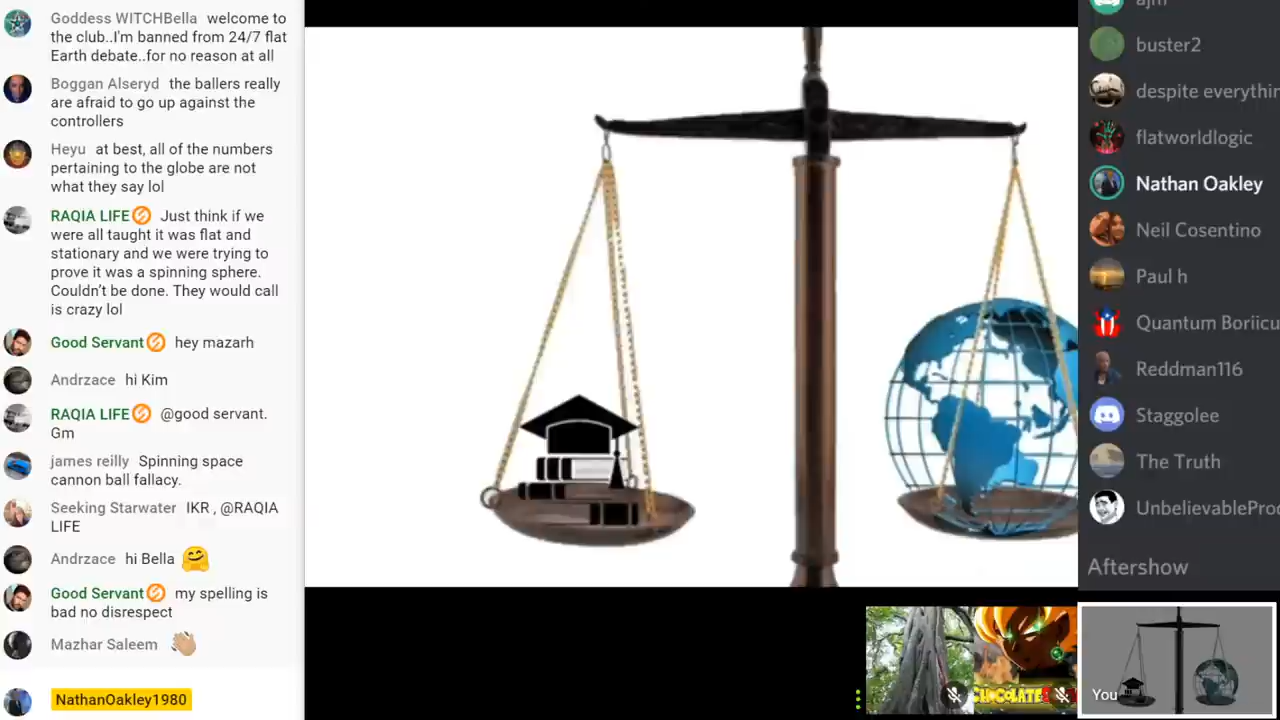 Goddess WITCHBella welcome to
the club..I'm banned from 24/7 flat
Earth debate..for no reason at all
Boggan Alseryd the ballers really
are afraid to go up against the
controllers
Heyu at best, all of the numbers
pertaining to the globe are not
what they say lol
RAQIA LIFE Just think if we
were all taught it was flat and
stationary and we were trying to
prove it was a spinning sphere.
Couldn't be done. They would call
is crazy lol
Good Servant hey mazarh
Andrzace hi Kim
RAQIA LIFE @good servant.
Gm
james reilly Spinning space
cannon ball fallacy.
Seeking Starwater IKR , @RAQIA
LIFE
Andrzace hi Bella
Good Servant my spelling is
bad no disrespect
Mazhar Saleem
NathanOakley1980
ajm
buster2
despite everythin
flatworldlogic
Nathan Oakley
Neil Cosentino
Paul h
Quantum Boriicu
Reddman116
Staggolee
The Truth
UnbelievablePro
Aftershow
You